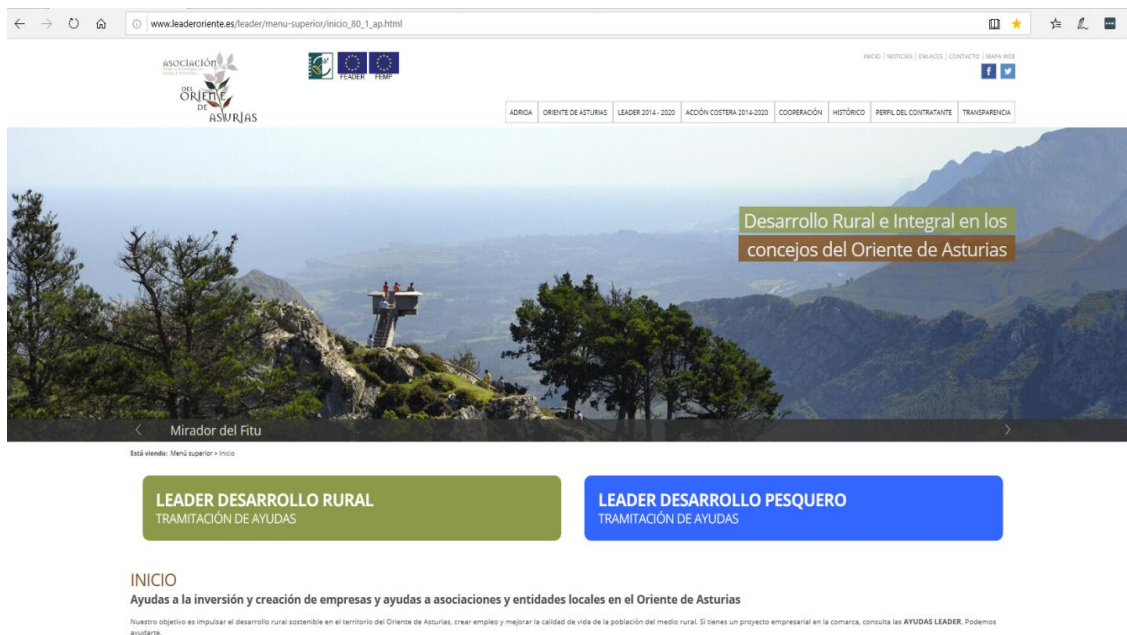 www.leaderoriente.es/leader/menu-superior/inicio_80_1_ap.html
asociación
DEL
ORIENTE
DE
ASTURIAS
FEADER FEMP
INICIO | NOTICIAS | ENLACES | CONTACTO | MAPA WEB
ADRIOA ORIENTE DE ASTURIAS LEADER 2014 - 2020 ACCIÓN COSTERA 2014-2020 COOPERACIÓN HISTÓRICO PERFIL DEL CONTRATANTE TRANSPARENCIA
Desarrollo Rural e Integral en los
concejos del Oriente de Asturias
Mirador del Fitu
Está viendo: Menú superior > Inicio
LEADER DESARROLLO RURAL
TRAMITACIÓN DE AYUDAS
LEADER DESARROLLO PESQUERO
TRAMITACIÓN DE AYUDAS
INICIO
Ayudas a la inversión y creación de empresas y ayudas a asociaciones y entidades locales en el Oriente de Asturias
Nuestro objetivo es impulsar el desarrollo rural sostenible en el territorio del Oriente de Asturias, crear empleo y mejorar la calidad de vida de la población del medio rural. Si tienes un proyecto empresarial en la comarca, consulta las AYUDAS LEADER. Podemos
ayudarte.